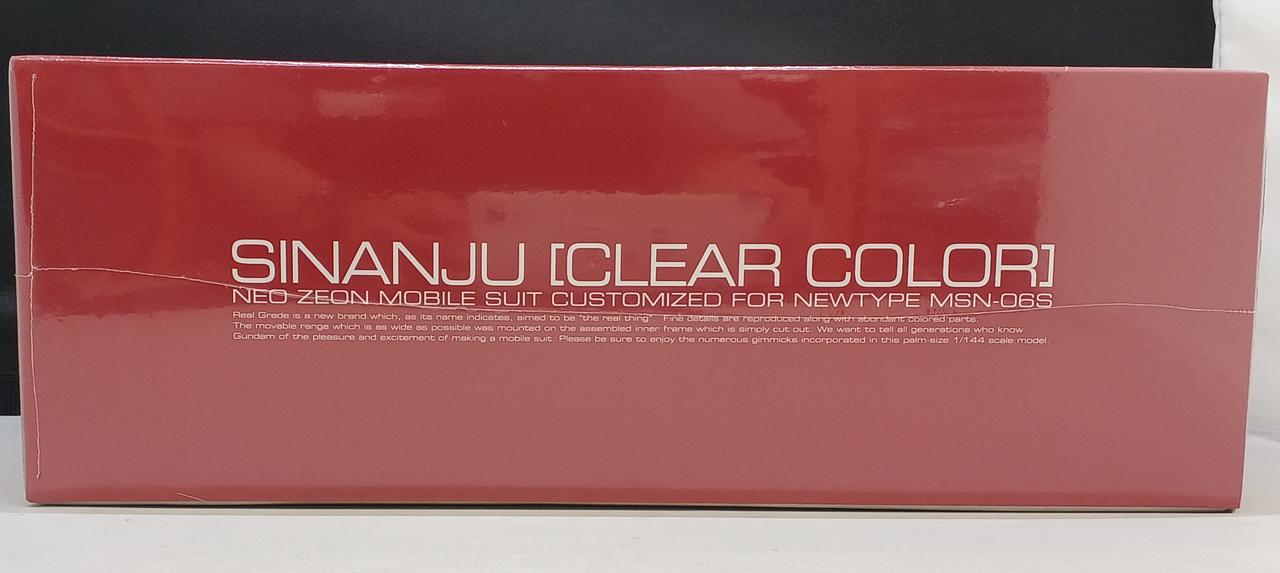 SINANJU [CLEAR COLOR]
NEO ZEON MOBILE SUIT CUSTOMIZED FOR NEWTYPE MSN-06S
Real Grade is a new brand which, as its name indicates, aimed to be "the real thing". Fine details are reproduced along with abundant colored parts.
The movable range which is as wide as possible was mounted on the assembled inner frame which is simply cut out. We want to tell all generations who know
Gundam of the pleasure and excitement of making a mobile suit. Please be sure to enjoy the numerous gimmicks incorporated in this palm-size 1/144 scale model.